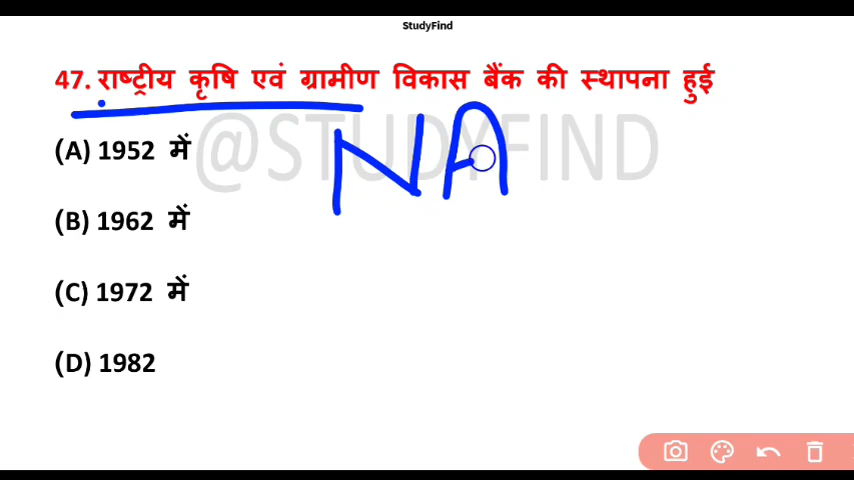 StudyFind
47. राष्ट्रीय कृषि एवं ग्रामीण विकास बैंक की स्थापना हुई
(A) 1952 में
@STUDYFIND
NA
(B) 1962 में
(C) 1972 में
(D) 1982